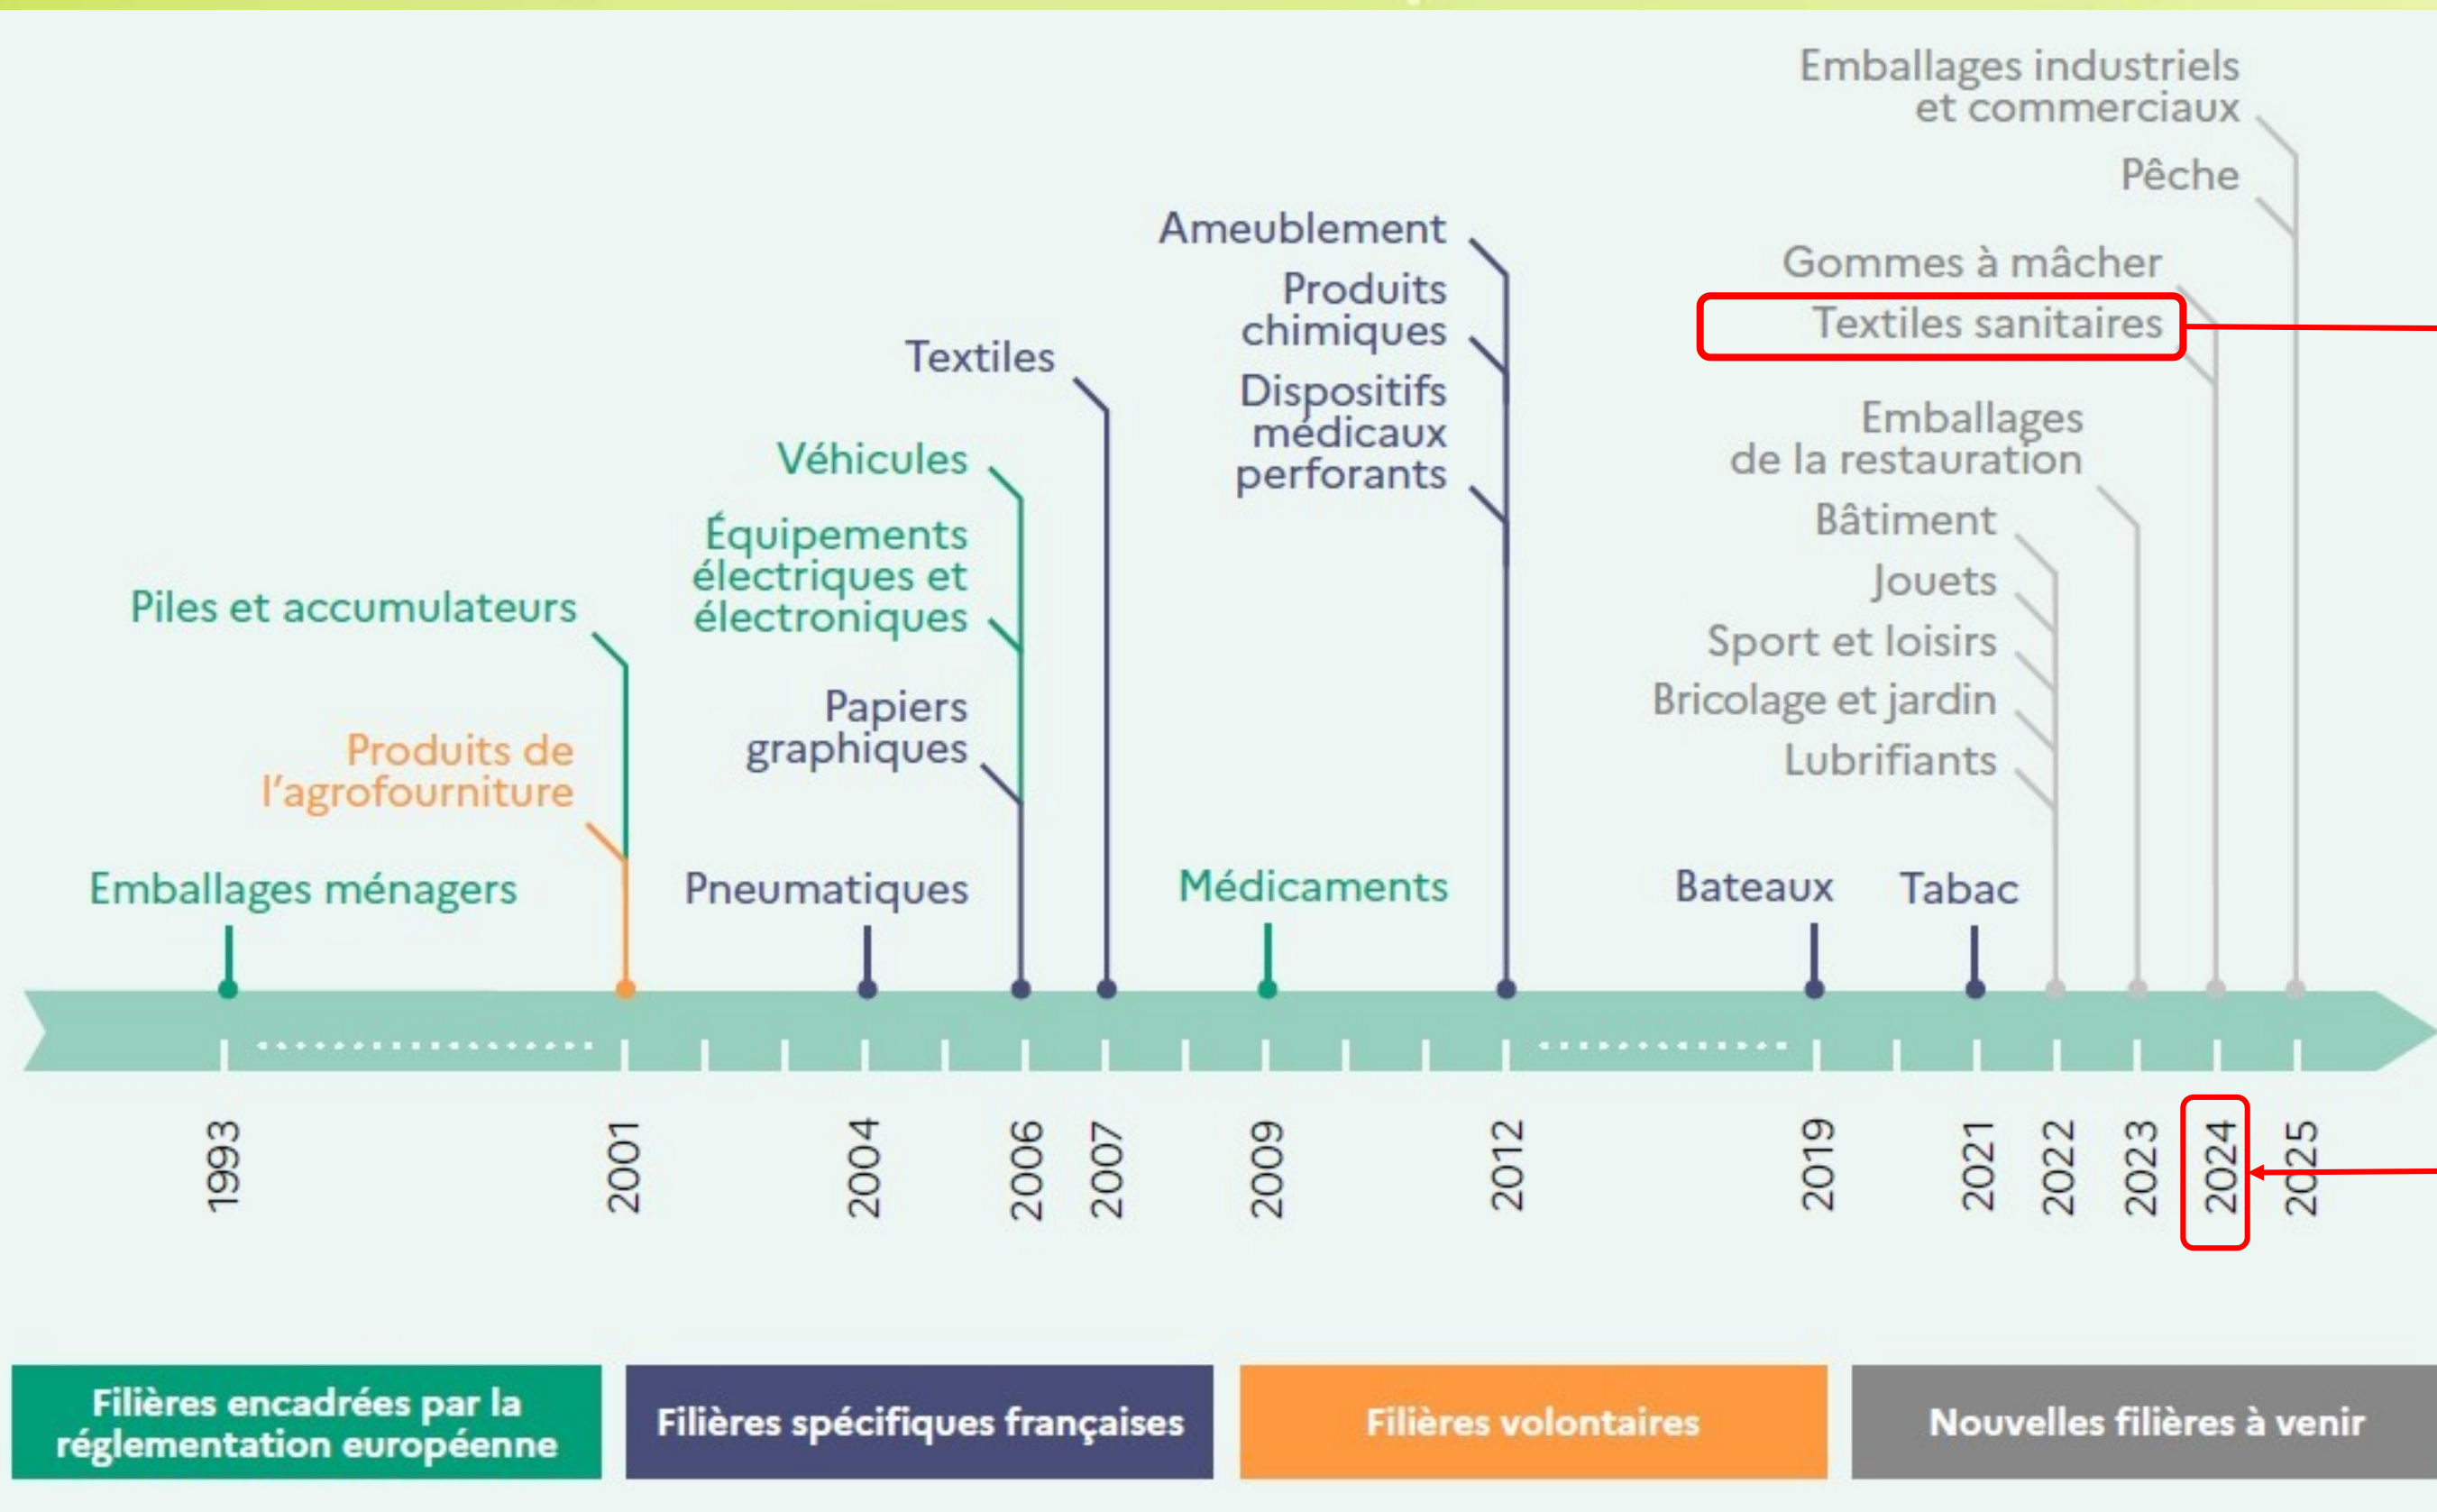 Emballages industriels
et commerciaux
Pêche
Ameublement
Gommes à mâcher
Produits
chimiques
Textiles sanitaires
Textiles
Dispositifs
médicaux
perforants
Emballages
de la restauration
Véhicules
Bâtiment
Équipements
électriques et
électroniques
Jouets
Piles et accumulateurs
Sport et loisirs
Papiers
graphiques
Bricolage et jardin
Produits de
l'agrofourniture
Lubrifiants
Emballages ménagers
Pneumatiques
Médicaments
Bateaux
Tabac
1993
2001
2004
2006
2007
2009
2012
2019
2021
2022
2023
2024
2025
Filières encadrées par la
réglementation européenne
Filières spécifiques françaises
Filières volontaires
Nouvelles filières à venir